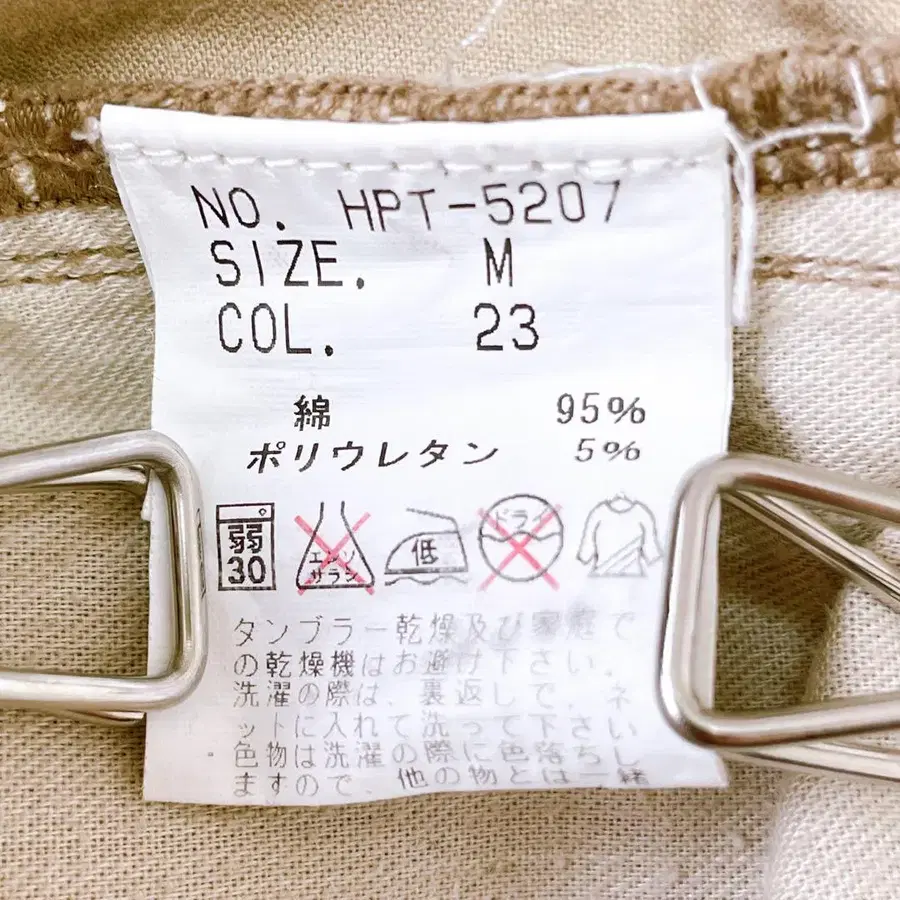 NO. HPT-5207
SIZE. M
COL. 23
綿 95%
ポリウレタン 5%
弱
30
エンソ
サラシ
低
ドライ
タンブラー乾燥及び家庭で
の乾燥機はお避け下さい。
洗濯の際は、裏返しで、ネ
ットに入れて洗って下さい
色物は洗濯の際に色落ちし
ますので、他の物とは一緒